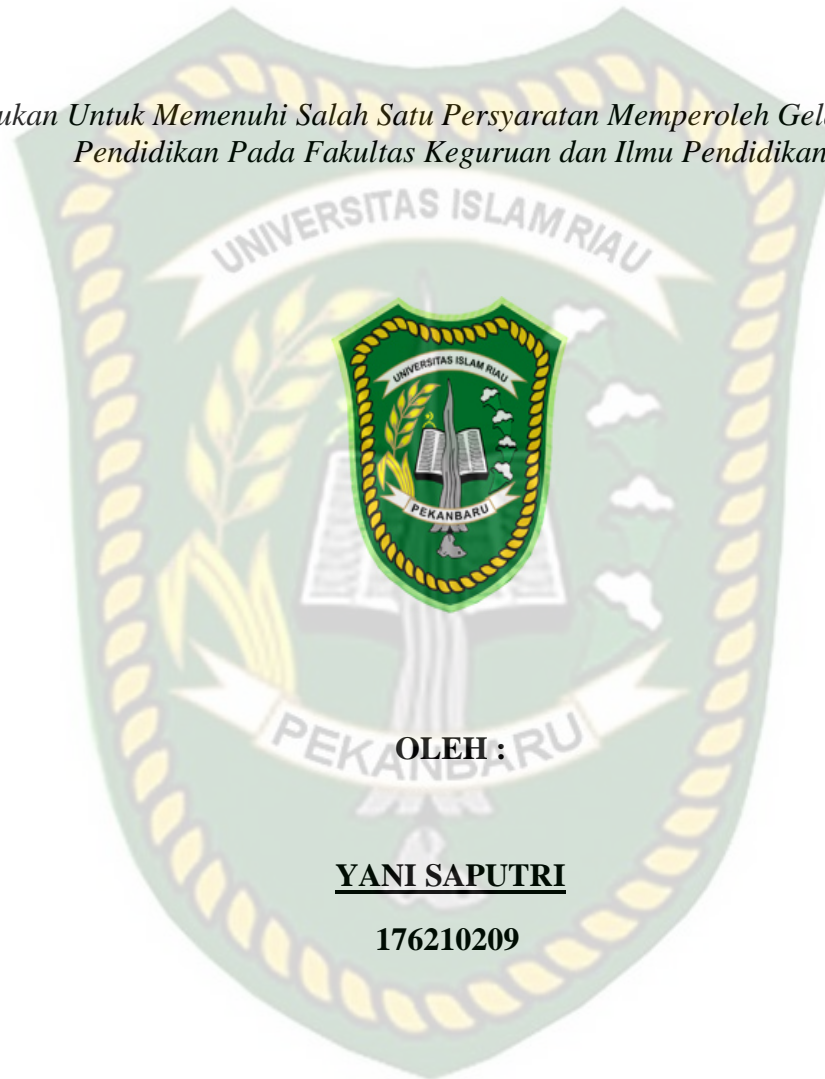 ukan Untuk Memenuhi Salah Satu Persyaratan Memperoleh Gel
Pendidikan Pada Fakultas Keguruan dan Ilmu Pendidikan
UNIVERSITAS ISLAM RIAU
UNIVERSITAS ISLAM RIAU
PEKANBARU
PEKANBARU
OLEH :
YANI SAPUTRI
176210209